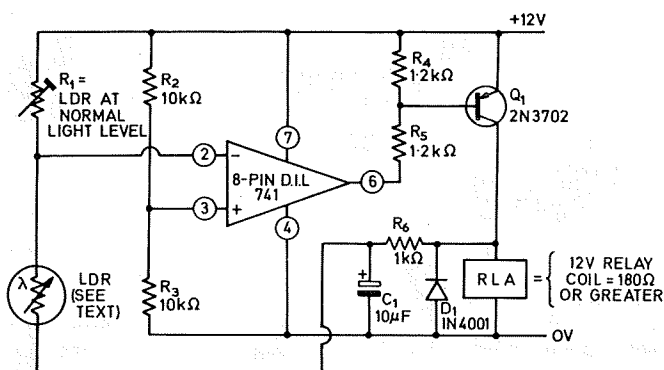 +12V
R1 =
LDR AT
NORMAL
LIGHT LEVEL
R2
10kΩ
R4
1·2kΩ
Q1
2N3702
R5
1·2kΩ
7
2
-
8-PIN D.I.L
741
6
3
+
4
λ
LDR
(SEE
TEXT)
R3
10kΩ
R6
1kΩ
+
C1
10μF
D1
1N4001
RLA
=
12V RELAY
COIL = 180Ω
OR GREATER
0V